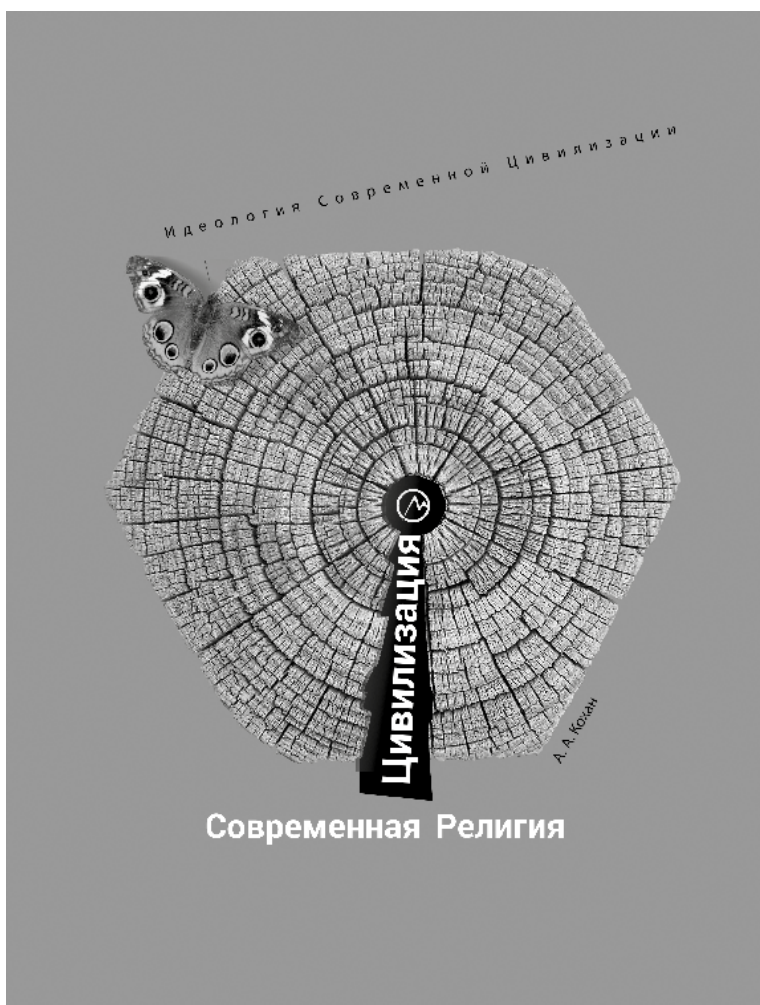 Идеология Современной Цивилизации
Цивилизация
А. А. Кохан
Современная Религия